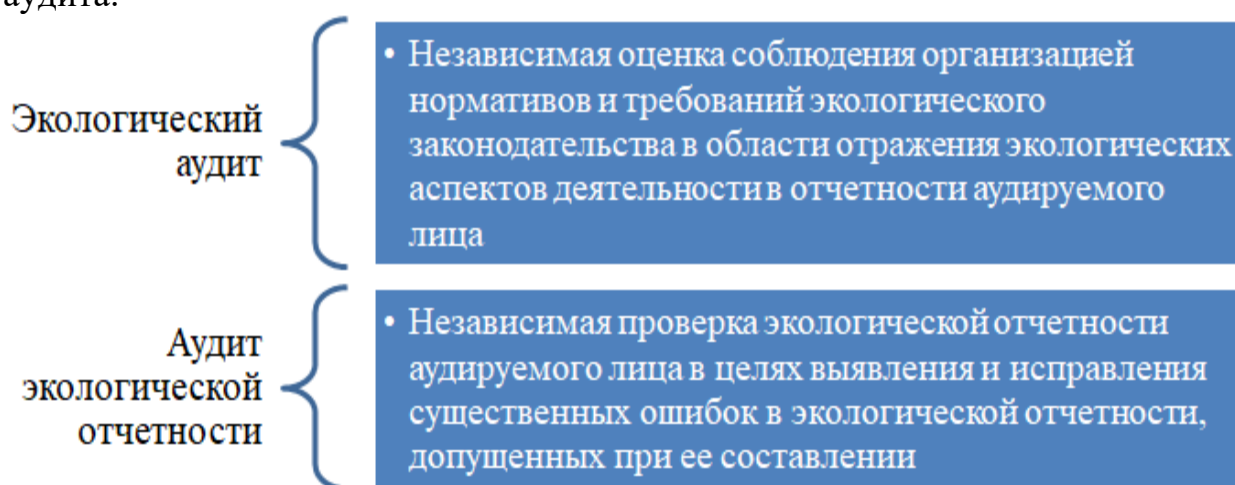 аудита.
Экологический
аудит
• Независимая оценка соблюдения организацией
нормативов и требований экологического
законодательства в области отражения экологических
аспектов деятельности в отчетности аудируемого
лица
Аудит
экологической
отчетности
• Независимая проверка экологической отчетности
аудируемого лица в целях выявления и исправления
существенных ошибок в экологической отчетности,
допущенных при ее составлении